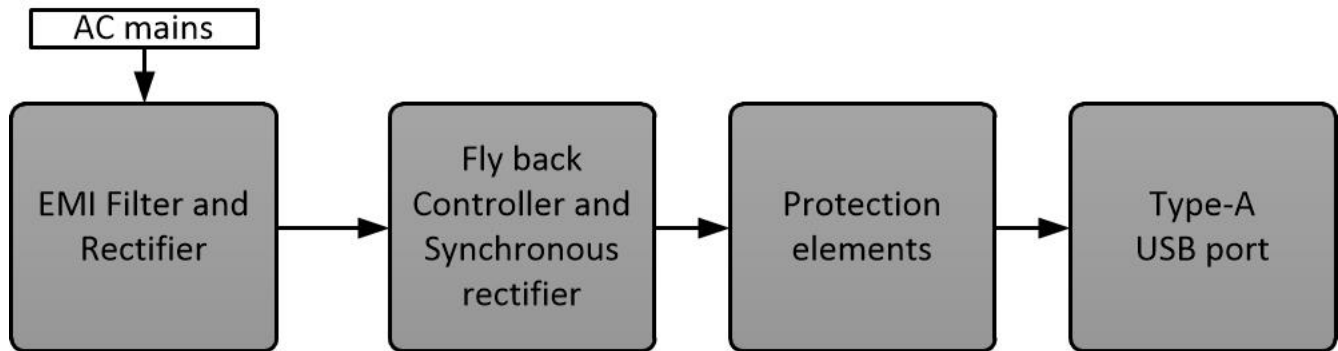 AC mains
EMI Filter and
Rectifier
Fly back
Controller and
Synchronous
rectifier
Protection
elements
Type-A
USB port